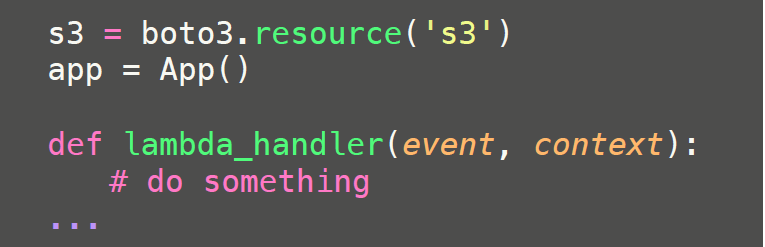 s3 = boto3.resource('s3')
app = App()
def lambda_handler(event, context):
# do something
...